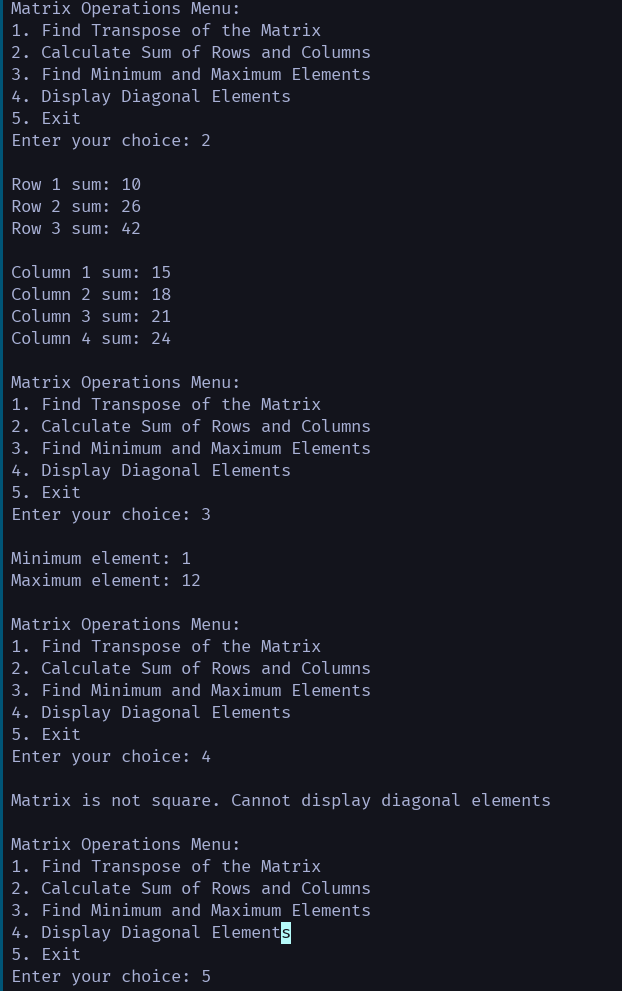 Matrix Operations Menu:
1. Find Transpose of the Matrix
2. Calculate Sum of Rows and Columns
3. Find Minimum and Maximum Elements
4. Display Diagonal Elements
5. Exit
Enter your choice: 2

Row 1 sum: 10
Row 2 sum: 26
Row 3 sum: 42

Column 1 sum: 15
Column 2 sum: 18
Column 3 sum: 21
Column 4 sum: 24

Matrix Operations Menu:
1. Find Transpose of the Matrix
2. Calculate Sum of Rows and Columns
3. Find Minimum and Maximum Elements
4. Display Diagonal Elements
5. Exit
Enter your choice: 3

Minimum element: 1
Maximum element: 12

Matrix Operations Menu:
1. Find Transpose of the Matrix
2. Calculate Sum of Rows and Columns
3. Find Minimum and Maximum Elements
4. Display Diagonal Elements
5. Exit
Enter your choice: 4

Matrix is not square. Cannot display diagonal elements

Matrix Operations Menu:
1. Find Transpose of the Matrix
2. Calculate Sum of Rows and Columns
3. Find Minimum and Maximum Elements
4. Display Diagonal Elements
5. Exit
Enter your choice: 5